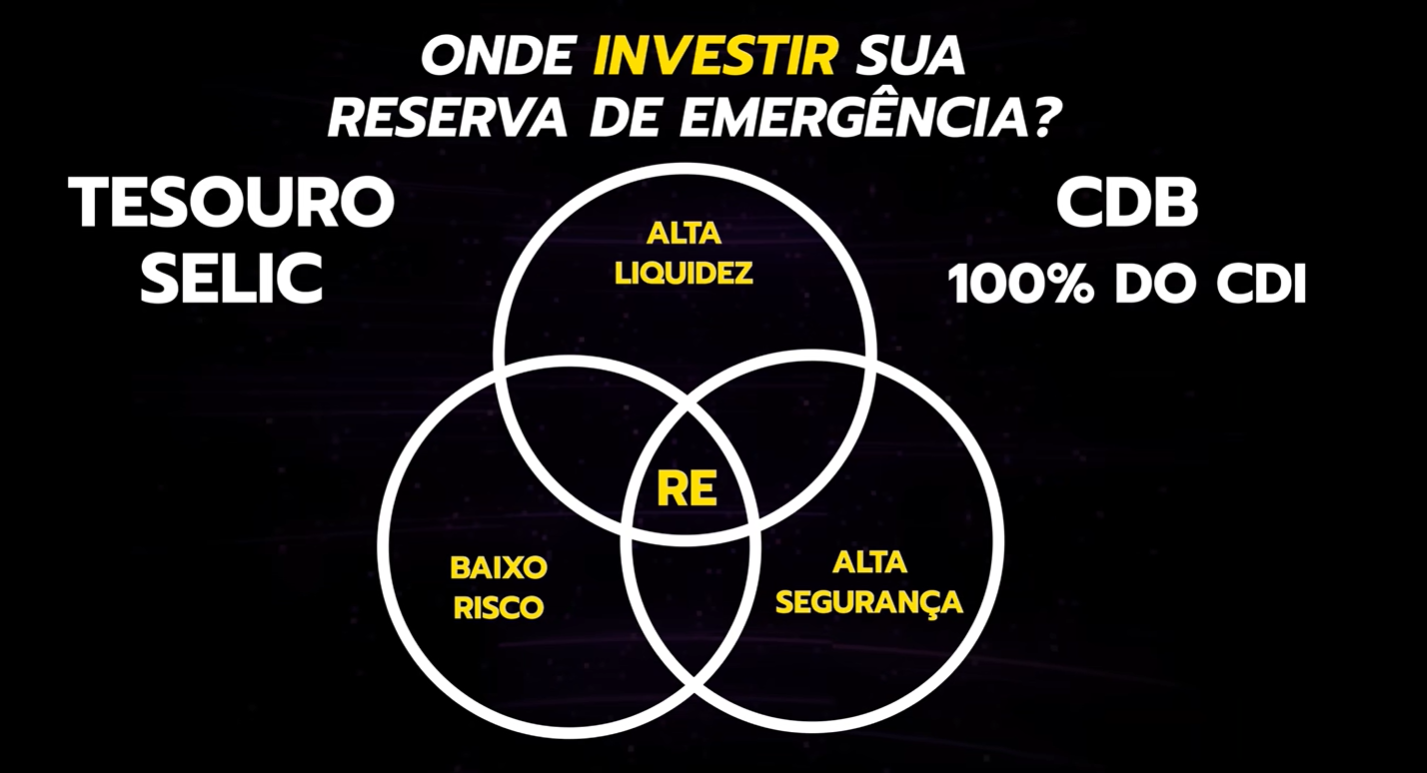 ONDE INVESTIR SUA
RESERVA DE EMERGÊNCIA?
TESOURO
SELIC
CDB
100% DO CDI
ALTA
LIQUIDEZ
RE
BAIXO
RISCO
ALTA
SEGURANÇA